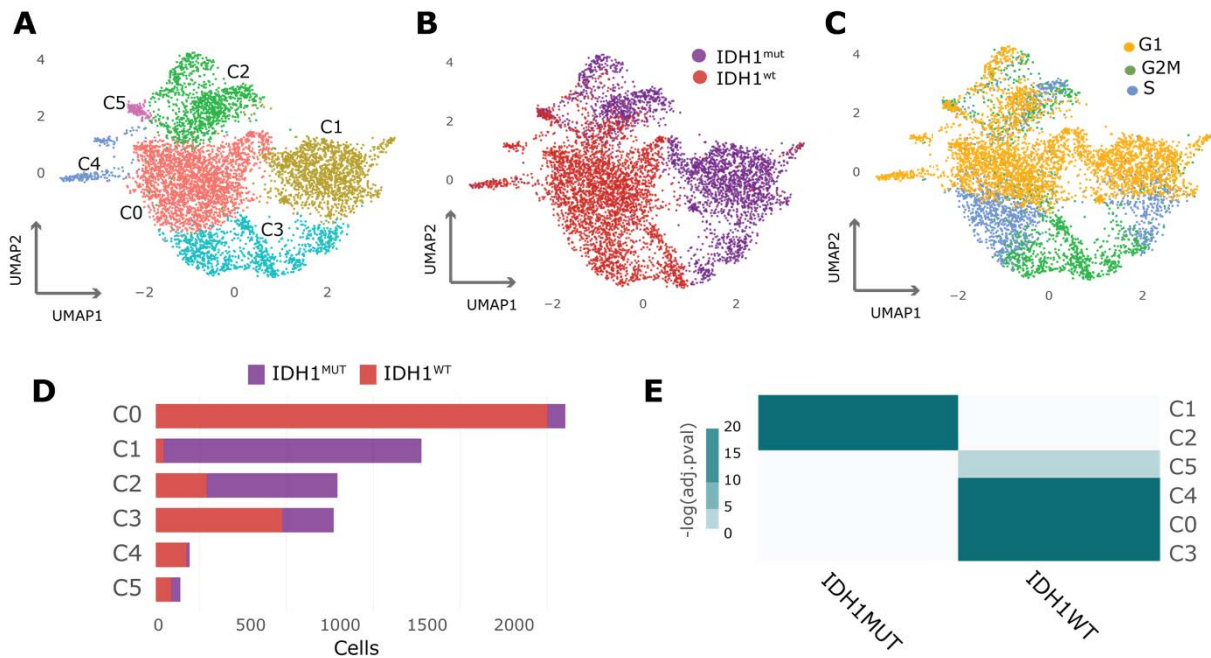 A
4
2
0
C2
C5
C1
C4
C0
C3
UMAP2
UMAP1
−2
0
2
B
4
2
0
IDH1mut
IDH1wt
UMAP2
UMAP1
−2
0
2
C
4
2
0
G1
G2M
S
UMAP2
UMAP1
−2
0
2
D
IDH1MUT IDH1WT
C0
C1
C2
C3
C4
C5
0 500 1000 1500 2000
Cells
E
-log(adj.pval)
20
15
10
5
0
C1
C2
C5
C4
C0
C3
IDH1MUT
IDH1WT